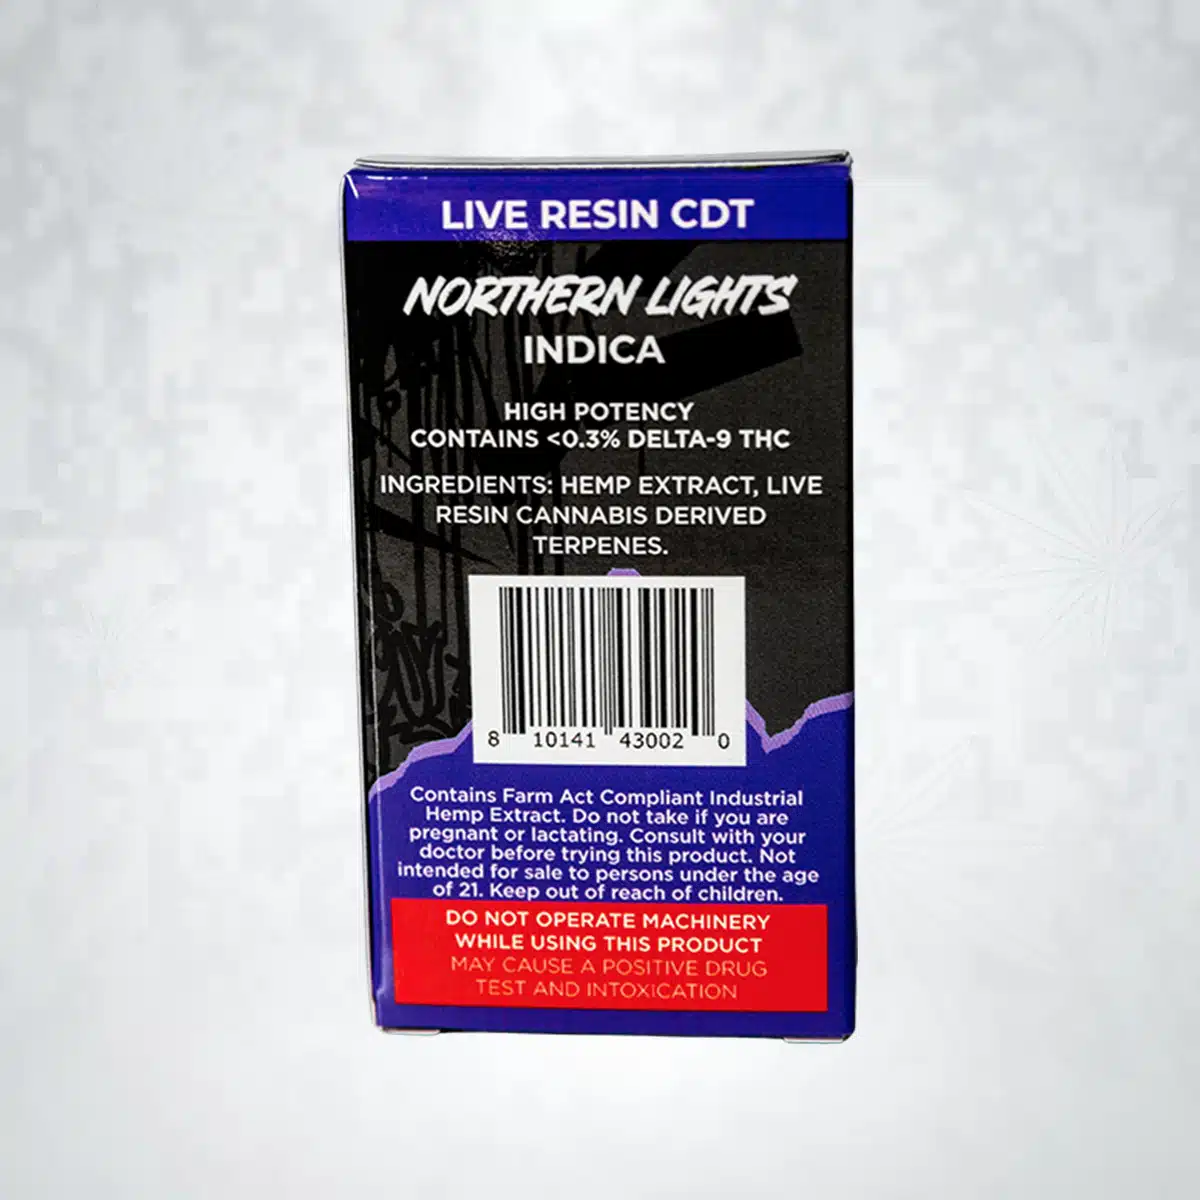 LIVE RESIN CDT
NORTHERN LIGHTS
INDICA
HIGH POTENCY
CONTAINS <0.3% DELTA-9 THC
INGREDIENTS: HEMP EXTRACT, LIVE
RESIN CANNABIS DERIVED
TERPENES.
8 10141 43002 0
Contains Farm Act Compliant Industrial
Hemp Extract. Do not take if you are
pregnant or lactating. Consult with your
doctor before trying this product. Not
intended for sale to persons under the age
of 21. Keep out of reach of children.
DO NOT OPERATE MACHINERY
WHILE USING THIS PRODUCT
MAY CAUSE A POSITIVE DRUG
TEST AND INTOXICATION